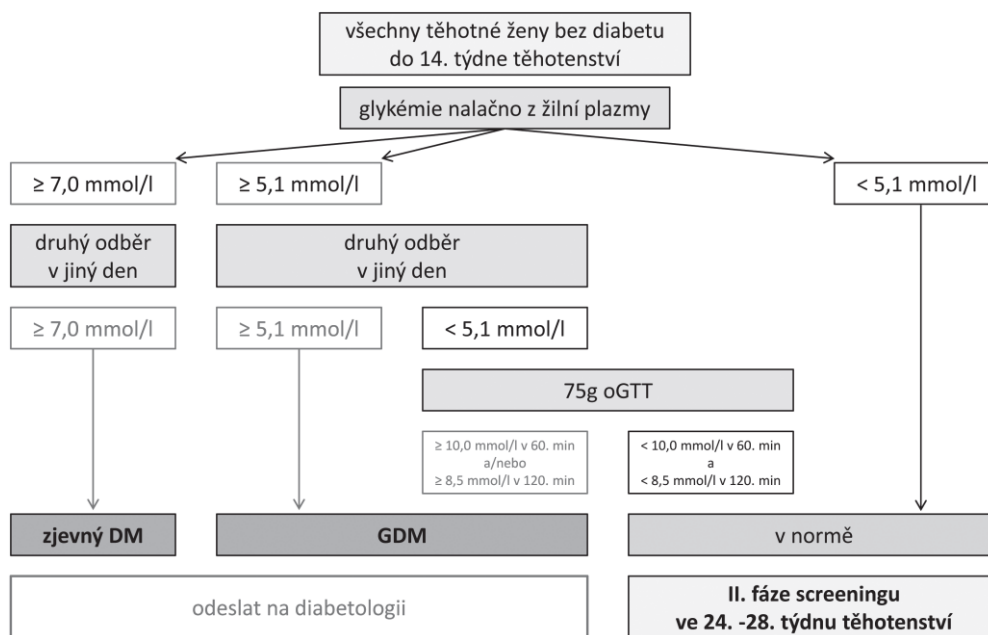 všechny těhotné ženy bez diabetu
do 14. týdne těhotenství
glykémie nalačno z žilní plazmy
≥ 7,0 mmol/l
≥ 5,1 mmol/l
< 5,1 mmol/l
druhý odběr
v jiný den
druhý odběr
v jiný den
≥ 7,0 mmol/l
≥ 5,1 mmol/l
< 5,1 mmol/l
75g oGTT
≥ 10,0 mmol/l v 60. min
a/nebo
≥ 8,5 mmol/l v 120. min
< 10,0 mmol/l v 60. min
a
< 8,5 mmol/l v 120. min
zjevný DM
GDM
v normě
odeslat na diabetologii
II. fáze screeningu
ve 24. -28. týdnu těhotenství